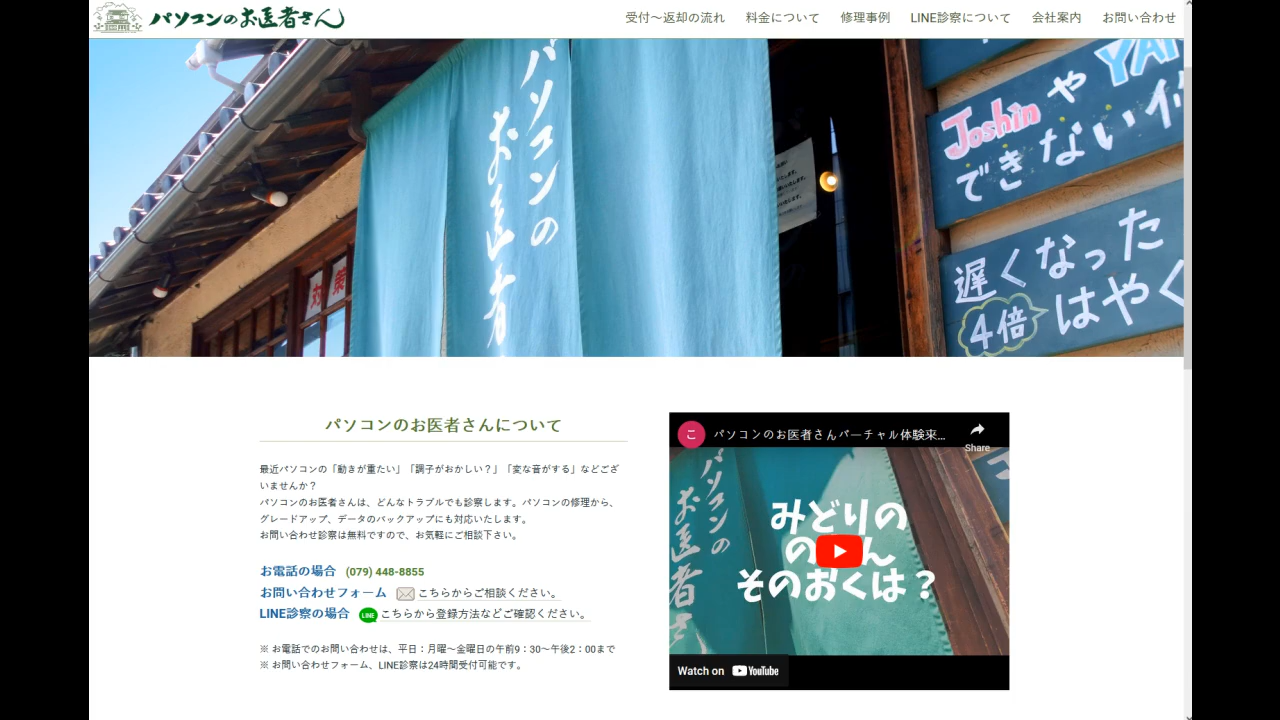 パソコンのお医者さん
受付～返却の流れ 料金について 修理事例 LINE診察について 会社案内 お問い合わせ
パソコンの
お医者
対策
Joshinや YAM
できない修
遅くなった
4倍 はやく
パソコンのお医者さんについて
最近パソコンの「動きが重たい」「調子がおかしい？」「変な音がする」などござ
いませんか？
パソコンのお医者さんは、どんなトラブルでも診察します。パソコンの修理から、
グレードアップ、データのバックアップにも対応いたします。
お問い合わせ診察は無料ですので、お気軽にご相談下さい。
お電話の場合 (079) 448-8855
お問い合わせフォーム こちらからご相談ください。
LINE診察の場合 LINE こちらから登録方法などご確認ください。
※ お電話でのお問い合わせは、平日：月曜～金曜日の午前9：30～午後2：00まで
※ お問い合わせフォーム、LINE診察は24時間受付可能です。
こ パソコンのお医者さんバーチャル体験来...
Share
パソコンの
お医者さん
みどりの
のれん
そのおくは？
Watch on YouTube